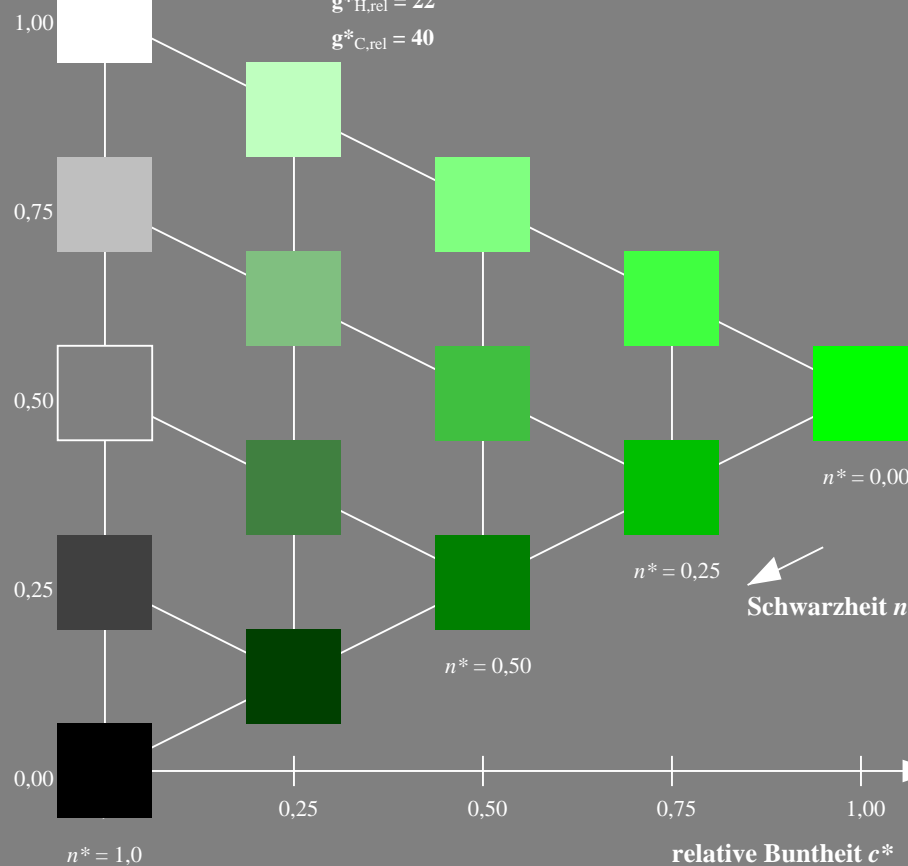 g*H,rel = 22
1,00
g*C,rel = 40
0,75
0,50
n* = 0,00
n* = 0,25
0,25
Schwarzheit n
n* = 0,50
0,00
0,25
0,50
0,75
1,00
n* = 1,0
relative Buntheit c*